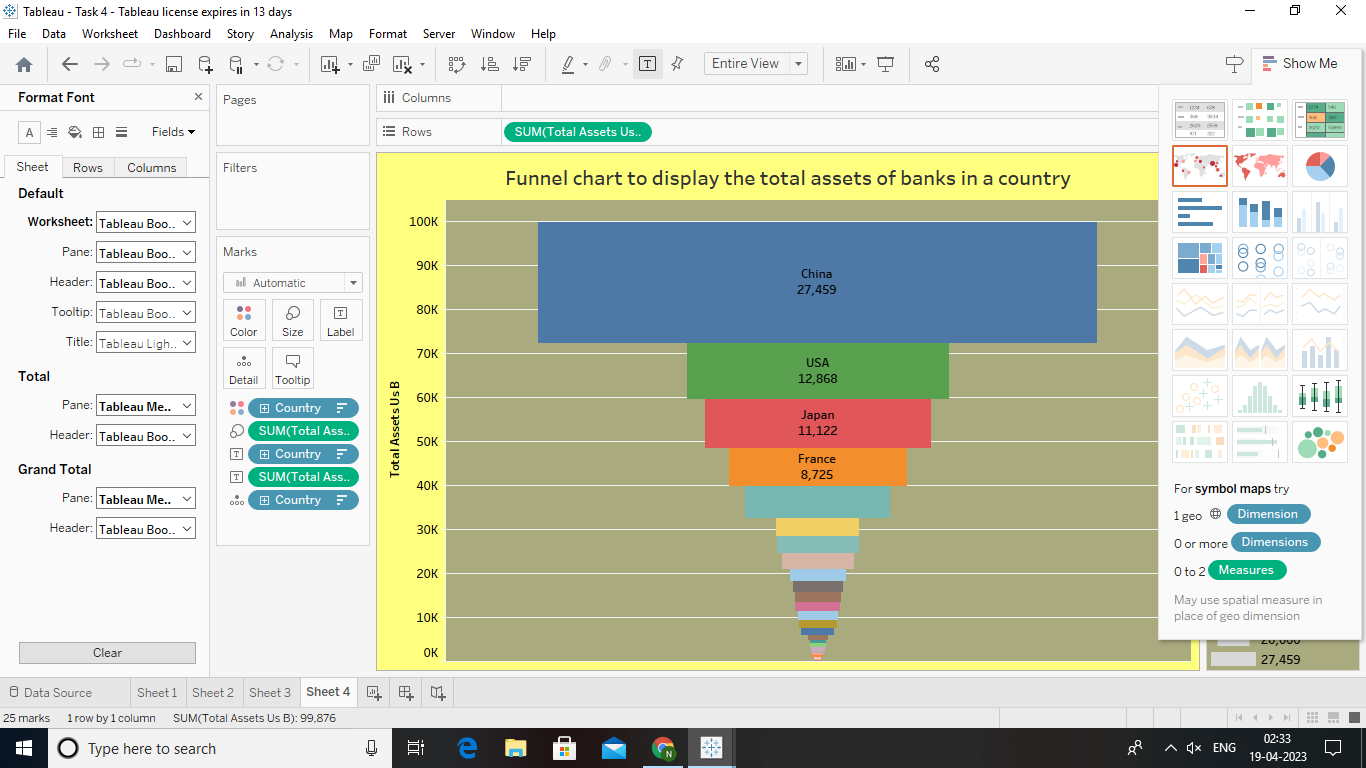 Tableau - Task 4 - Tableau license expires in 13 days
File Data Worksheet Dashboard Story Analysis Map Format Server Window Help
Entire View
Show Me
Format Font
Fields
Sheet Rows Columns
Default
Worksheet: Tableau Boo..
Pane: Tableau Boo..
Header: Tableau Boo..
Tooltip: Tableau Boo..
Title: Tableau Ligh..
Total
Pane: Tableau Me..
Header: Tableau Boo..
Grand Total
Pane: Tableau Me..
Header: Tableau Boo..
Clear
Pages
Filters
Marks
Automatic
Color Size Label
Detail Tooltip
Country
SUM(Total Ass..
Country
SUM(Total Ass..
Country
Columns
Rows SUM(Total Assets Us..
Funnel chart to display the total assets of banks in a country
Total Assets Us B
100K
90K
80K
70K
60K
50K
40K
30K
20K
10K
0K
China
27,459
USA
12,868
Japan
11,122
France
8,725
For symbol maps try
1 geo Dimension
0 or more Dimensions
0 to 2 Measures
May use spatial measure in
place of geo dimension
27,459
Data Source Sheet 1 Sheet 2 Sheet 3 Sheet 4
25 marks 1 row by 1 column SUM(Total Assets Us B): 99,876
Type here to search
ENG
02:33
19-04-2023